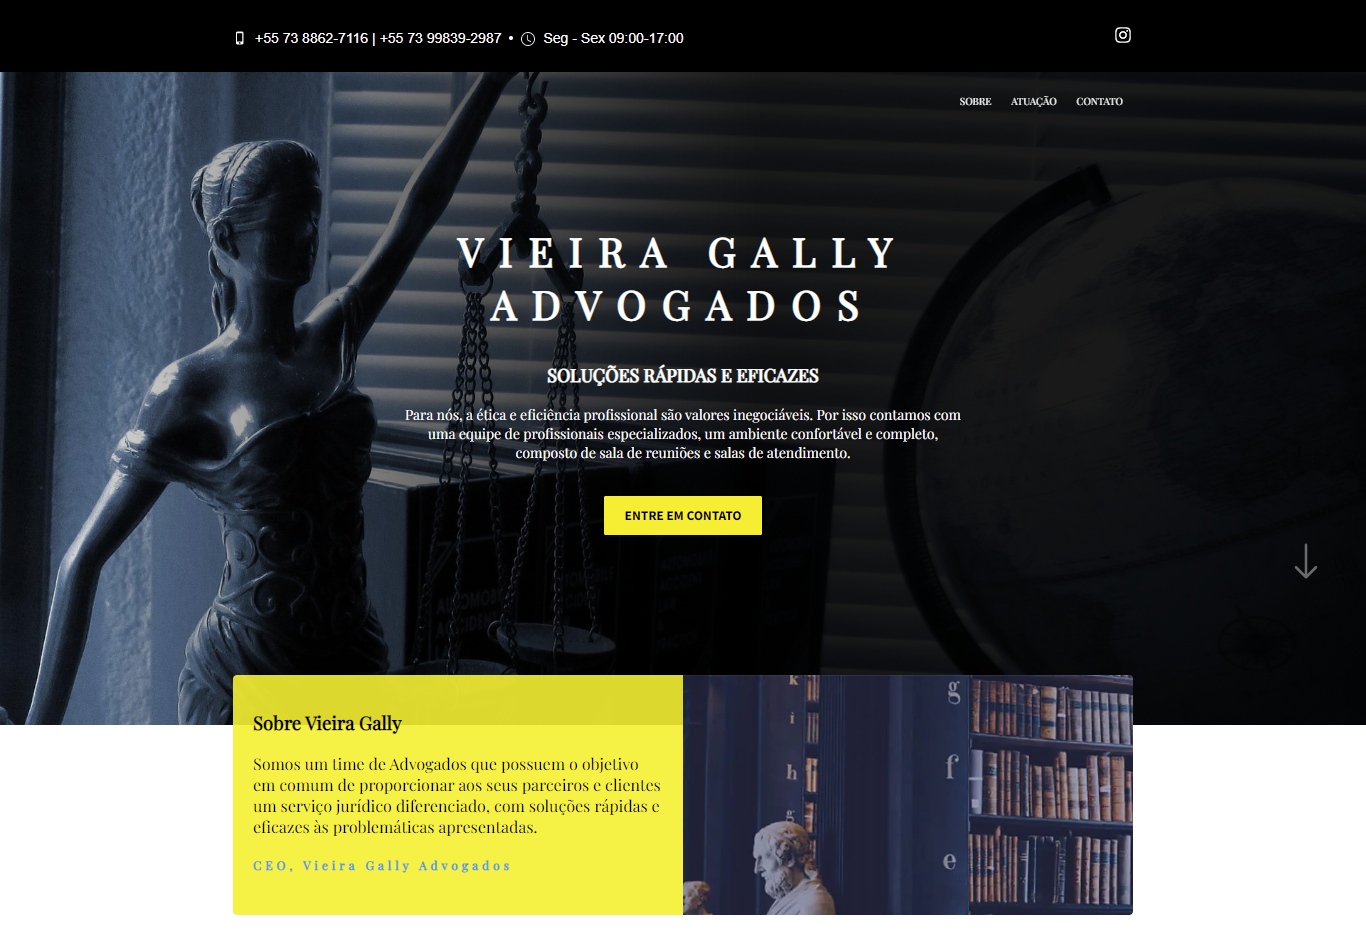 +55 73 8862-7116 | +55 73 99839-2987 • Seg - Sex 09:00-17:00
SOBRE ATUAÇÃO CONTATO
VIEIRA GALLY
ADVOGADOS
SOLUÇÕES RÁPIDAS E EFICAZES
Para nós, a ética e eficiência profissional são valores inegociáveis. Por isso contamos com
uma equipe de profissionais especializados, um ambiente confortável e completo,
composto de sala de reuniões e salas de atendimento.
ENTRE EM CONTATO
Sobre Vieira Gally
Somos um time de Advogados que possuem o objetivo
em comum de proporcionar aos seus parceiros e clientes
um serviço jurídico diferenciado, com soluções rápidas e
eficazes às problemáticas apresentadas.
CEO, Vieira Gally Advogados
k
i
h
g
g
f
e